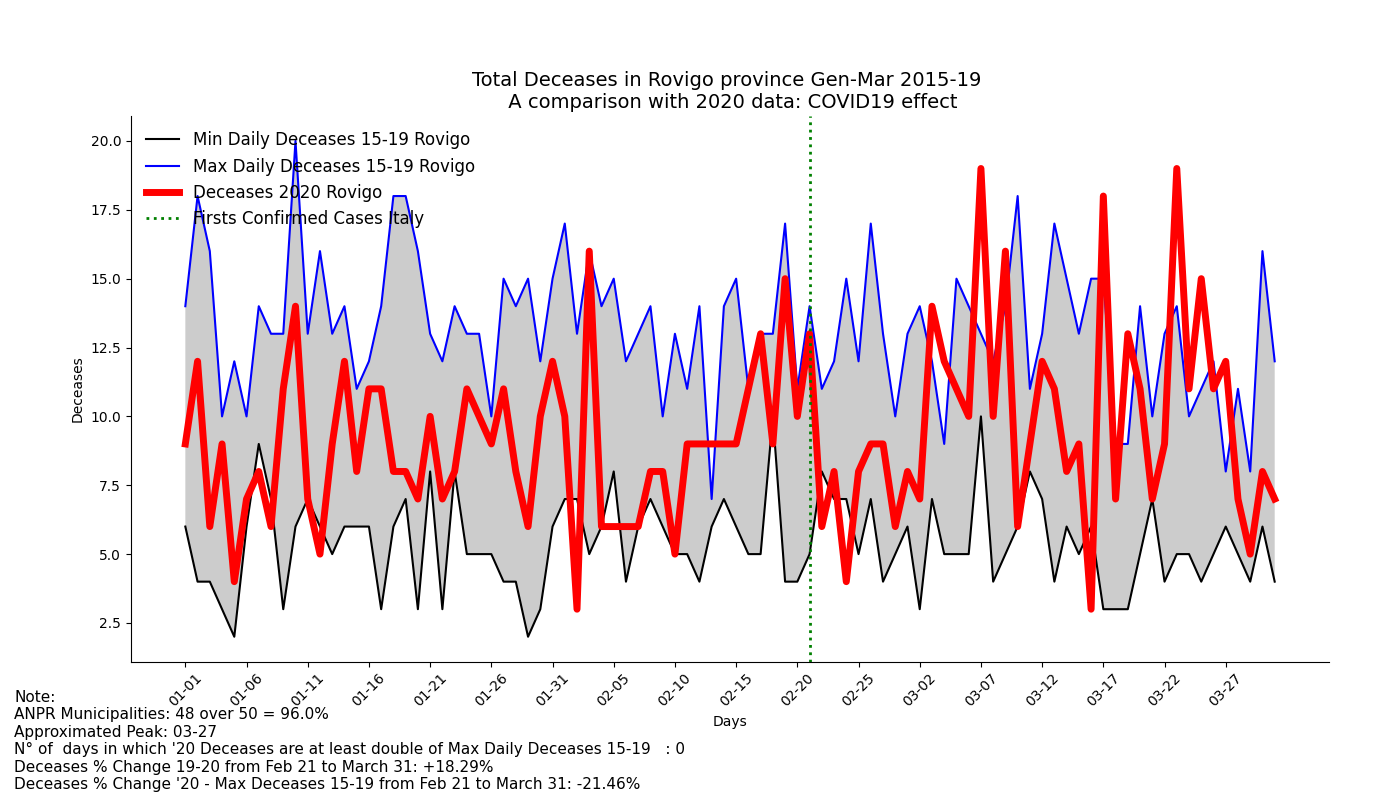 Total Deceases in Rovigo province Gen-Mar 2015-19
A comparison with 2020 data: COVID19 effect
Min Daily Deceases 15-19 Rovigo
Max Daily Deceases 15-19 Rovigo
Deceases 2020 Rovigo
Firsts Confirmed Cases Italy
Deceases
20.0
17.5
15.0
12.5
10.0
7.5
5.0
2.5
01-01 01-06 01-11 01-16 01-21 01-26 01-31 02-05 02-10 02-15 02-20 02-25 03-02 03-07 03-12 03-17 03-22 03-27
Days
Note:
ANPR Municipalities: 48 over 50 = 96.0%
Approximated Peak: 03-27
N° of  days in which '20 Deceases are at least double of Max Daily Deceases 15-19   : 0
Deceases % Change 19-20 from Feb 21 to March 31: +18.29%
Deceases % Change '20 - Max Deceases 15-19 from Feb 21 to March 31: -21.46%